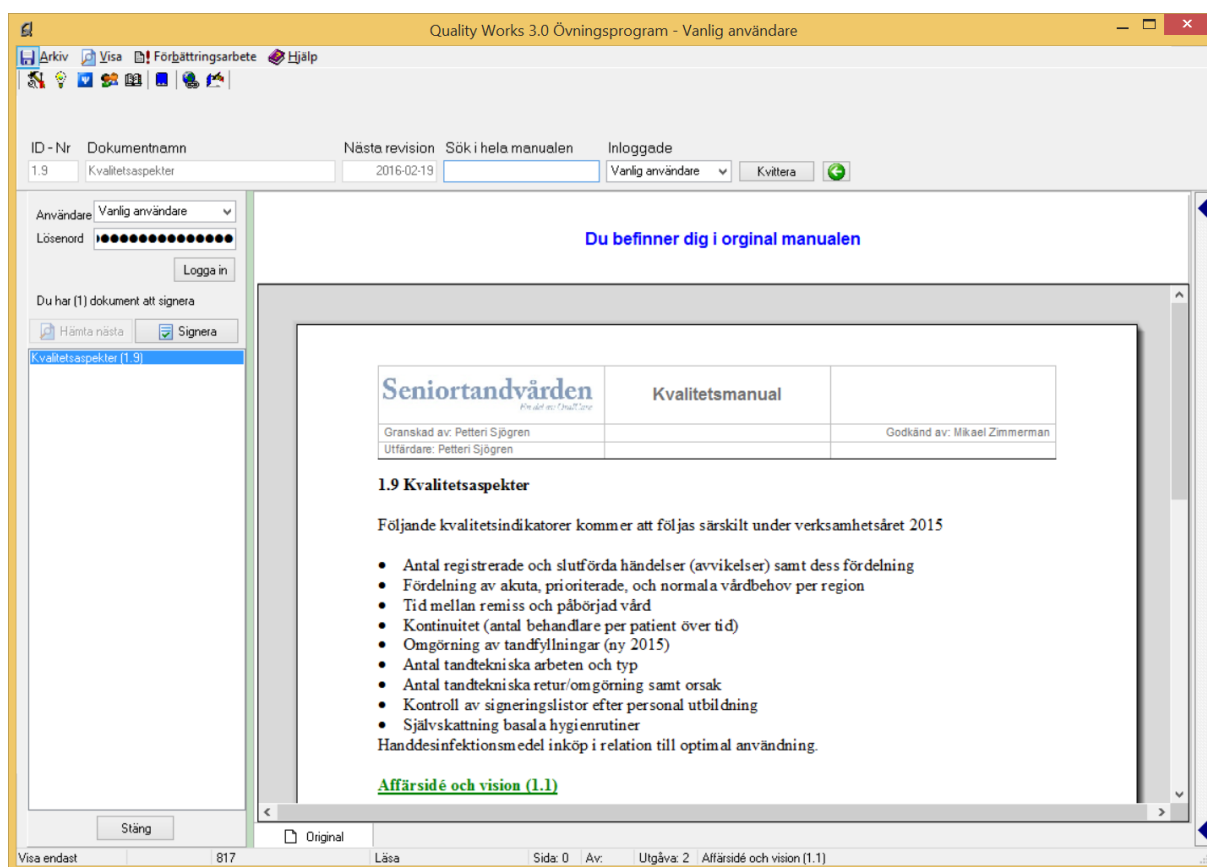 Quality Works 3.0 Övningsprogram - Vanlig användare
Arkiv Visa Förbättringsarbete Hjälp
ID - Nr Dokumentnamn Nästa revision Sök i hela manualen Inloggade
1.9 Kvalitetsaspekter 2016-02-19 Vanlig användare Kvittera
Användare Vanlig användare
Lösenord
Logga in
Du har (1) dokument att signera
Hämta nästa Signera
Kvalitetsaspekter (1.9)
Stäng
Du befinner dig i orginal manualen
Seniortandvården Kvalitetsmanual
En del av OralCare
Granskad av: Petteri Sjögren Godkänd av: Mikael Zimmerman
Utfärdare: Petteri Sjögren
1.9 Kvalitetsaspekter
Följande kvalitetsindikatorer kommer att följas särskilt under verksamhetsåret 2015
• Antal registrerade och slutförda händelser (avvikelser) samt dess fördelning
• Fördelning av akuta, prioriterade, och normala vårdbehov per region
• Tid mellan remiss och påbörjad vård
• Kontinuitet (antal behandlare per patient över tid)
• Omgörning av tandfyllningar (ny 2015)
• Antal tandtekniska arbeten och typ
• Antal tandtekniska retur/omgörning samt orsak
• Kontroll av signeringslistor efter personal utbildning
• Självskattning basala hygienrutiner
Handdesinfektionsmedel inköp i relation till optimal användning.
Affärsidé och vision (1.1)
Original
Visa endast 817 Läsa Sida: 0 Av: Utgåva: 2 Affärsidé och vision (1.1)